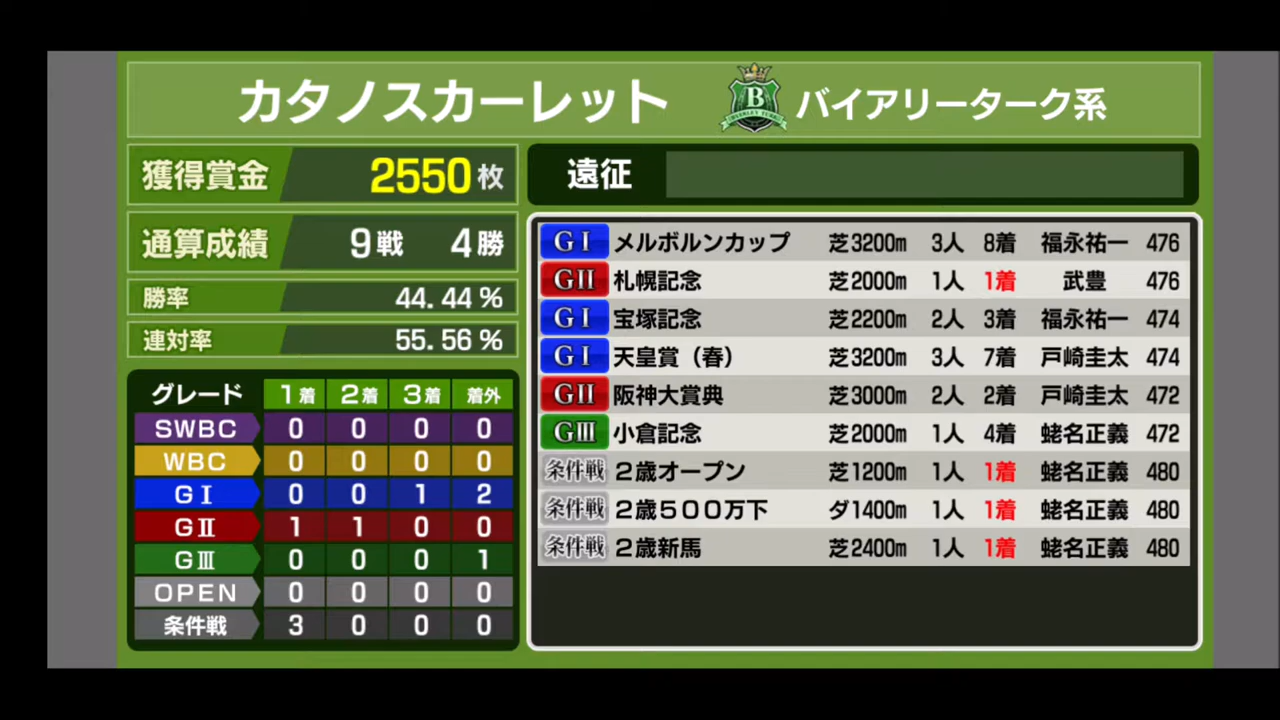 カタノスカーレット B バイアリーターク系
獲得賞金 2550枚
遠征
通算成績 9戦 4勝
勝率 44.44%
連対率 55.56%
グレード 1着 2着 3着 着外
SWBC 0 0 0 0
WBC 0 0 0 0
GⅠ 0 0 1 2
GⅡ 1 1 0 0
GⅢ 0 0 0 1
OPEN 0 0 0 0
条件戦 3 0 0 0
GⅠ メルボルンカップ 芝3200m 3人 8着 福永祐一 476
GⅡ 札幌記念 芝2000m 1人 1着 武豊 476
GⅠ 宝塚記念 芝2200m 2人 3着 福永祐一 474
GⅠ 天皇賞（春） 芝3200m 3人 7着 戸崎圭太 474
GⅡ 阪神大賞典 芝3000m 2人 2着 戸崎圭太 472
GⅢ 小倉記念 芝2000m 1人 4着 蛯名正義 472
条件戦 2歳オープン 芝1200m 1人 1着 蛯名正義 480
条件戦 2歳500万下 ダ1400m 1人 1着 蛯名正義 480
条件戦 2歳新馬 芝2400m 1人 1着 蛯名正義 480